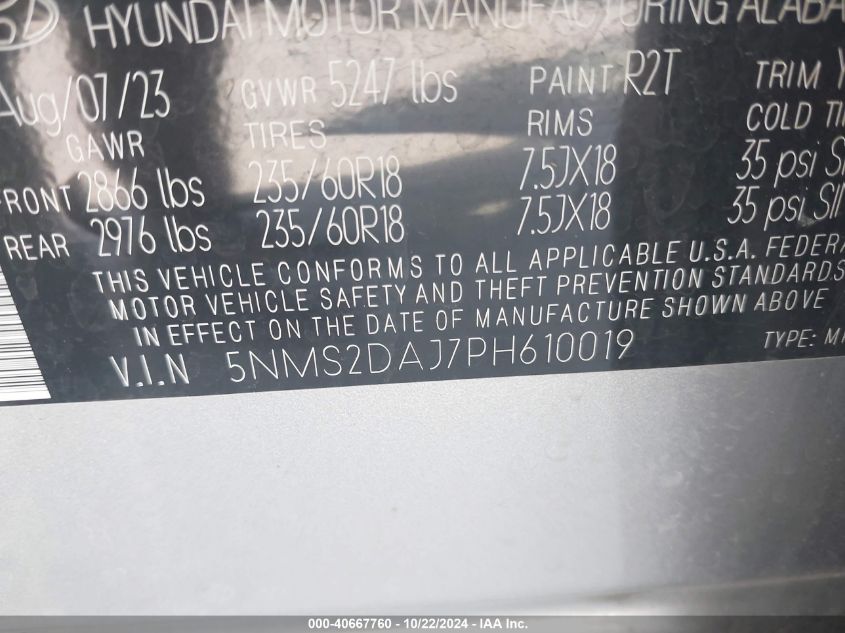 HYUNDAI MOTOR MANUFACTURING
Aug/07/23 GVWR 5247 lbs PAINT R2T TRIM
GAWR TIRES RIMS COLD
FRONT 2866 lbs 235/60R18 7.5JX18 35 psi
REAR 2976 lbs 235/60R18 7.5JX18 35 psi
THIS VEHICLE CONFORMS TO ALL APPLICABLE U.S.A. FEDERA
MOTOR VEHICLE SAFETY AND THEFT PREVENTION STANDARDS
IN EFFECT ON THE DATE OF MANUFACTURE SHOWN ABOVE
V.I.N 5NMS2DAJ7PH610019 TYPE:
000-40667760 - 10/22/2024 - IAA Inc.